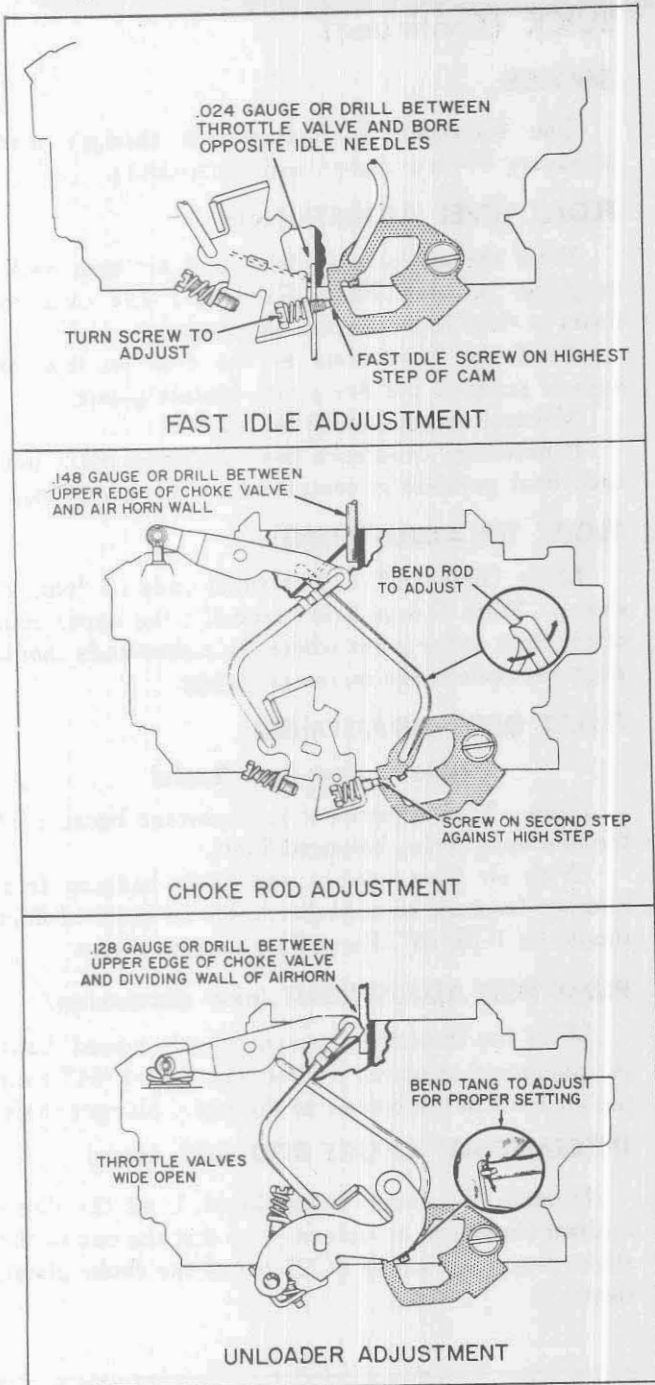 .024 GAUGE OR DRILL BETWEEN
THROTTLE VALVE AND BORE
OPPOSITE IDLE NEEDLES
TURN SCREW TO
ADJUST
FAST IDLE SCREW ON HIGHEST
STEP OF CAM
FAST IDLE ADJUSTMENT
.148 GAUGE OR DRILL BETWEEN
UPPER EDGE OF CHOKE VALVE
AND AIR HORN WALL
BEND ROD
TO ADJUST
SCREW ON SECOND STEP
AGAINST HIGH STEP
CHOKE ROD ADJUSTMENT
.128 GAUGE OR DRILL BETWEEN
UPPER EDGE OF CHOKE VALVE
AND DIVIDING WALL OF AIRHORN
BEND TANG TO ADJUST
FOR PROPER SETTING
THROTTLE VALVES
WIDE OPEN
UNLOADER ADJUSTMENT